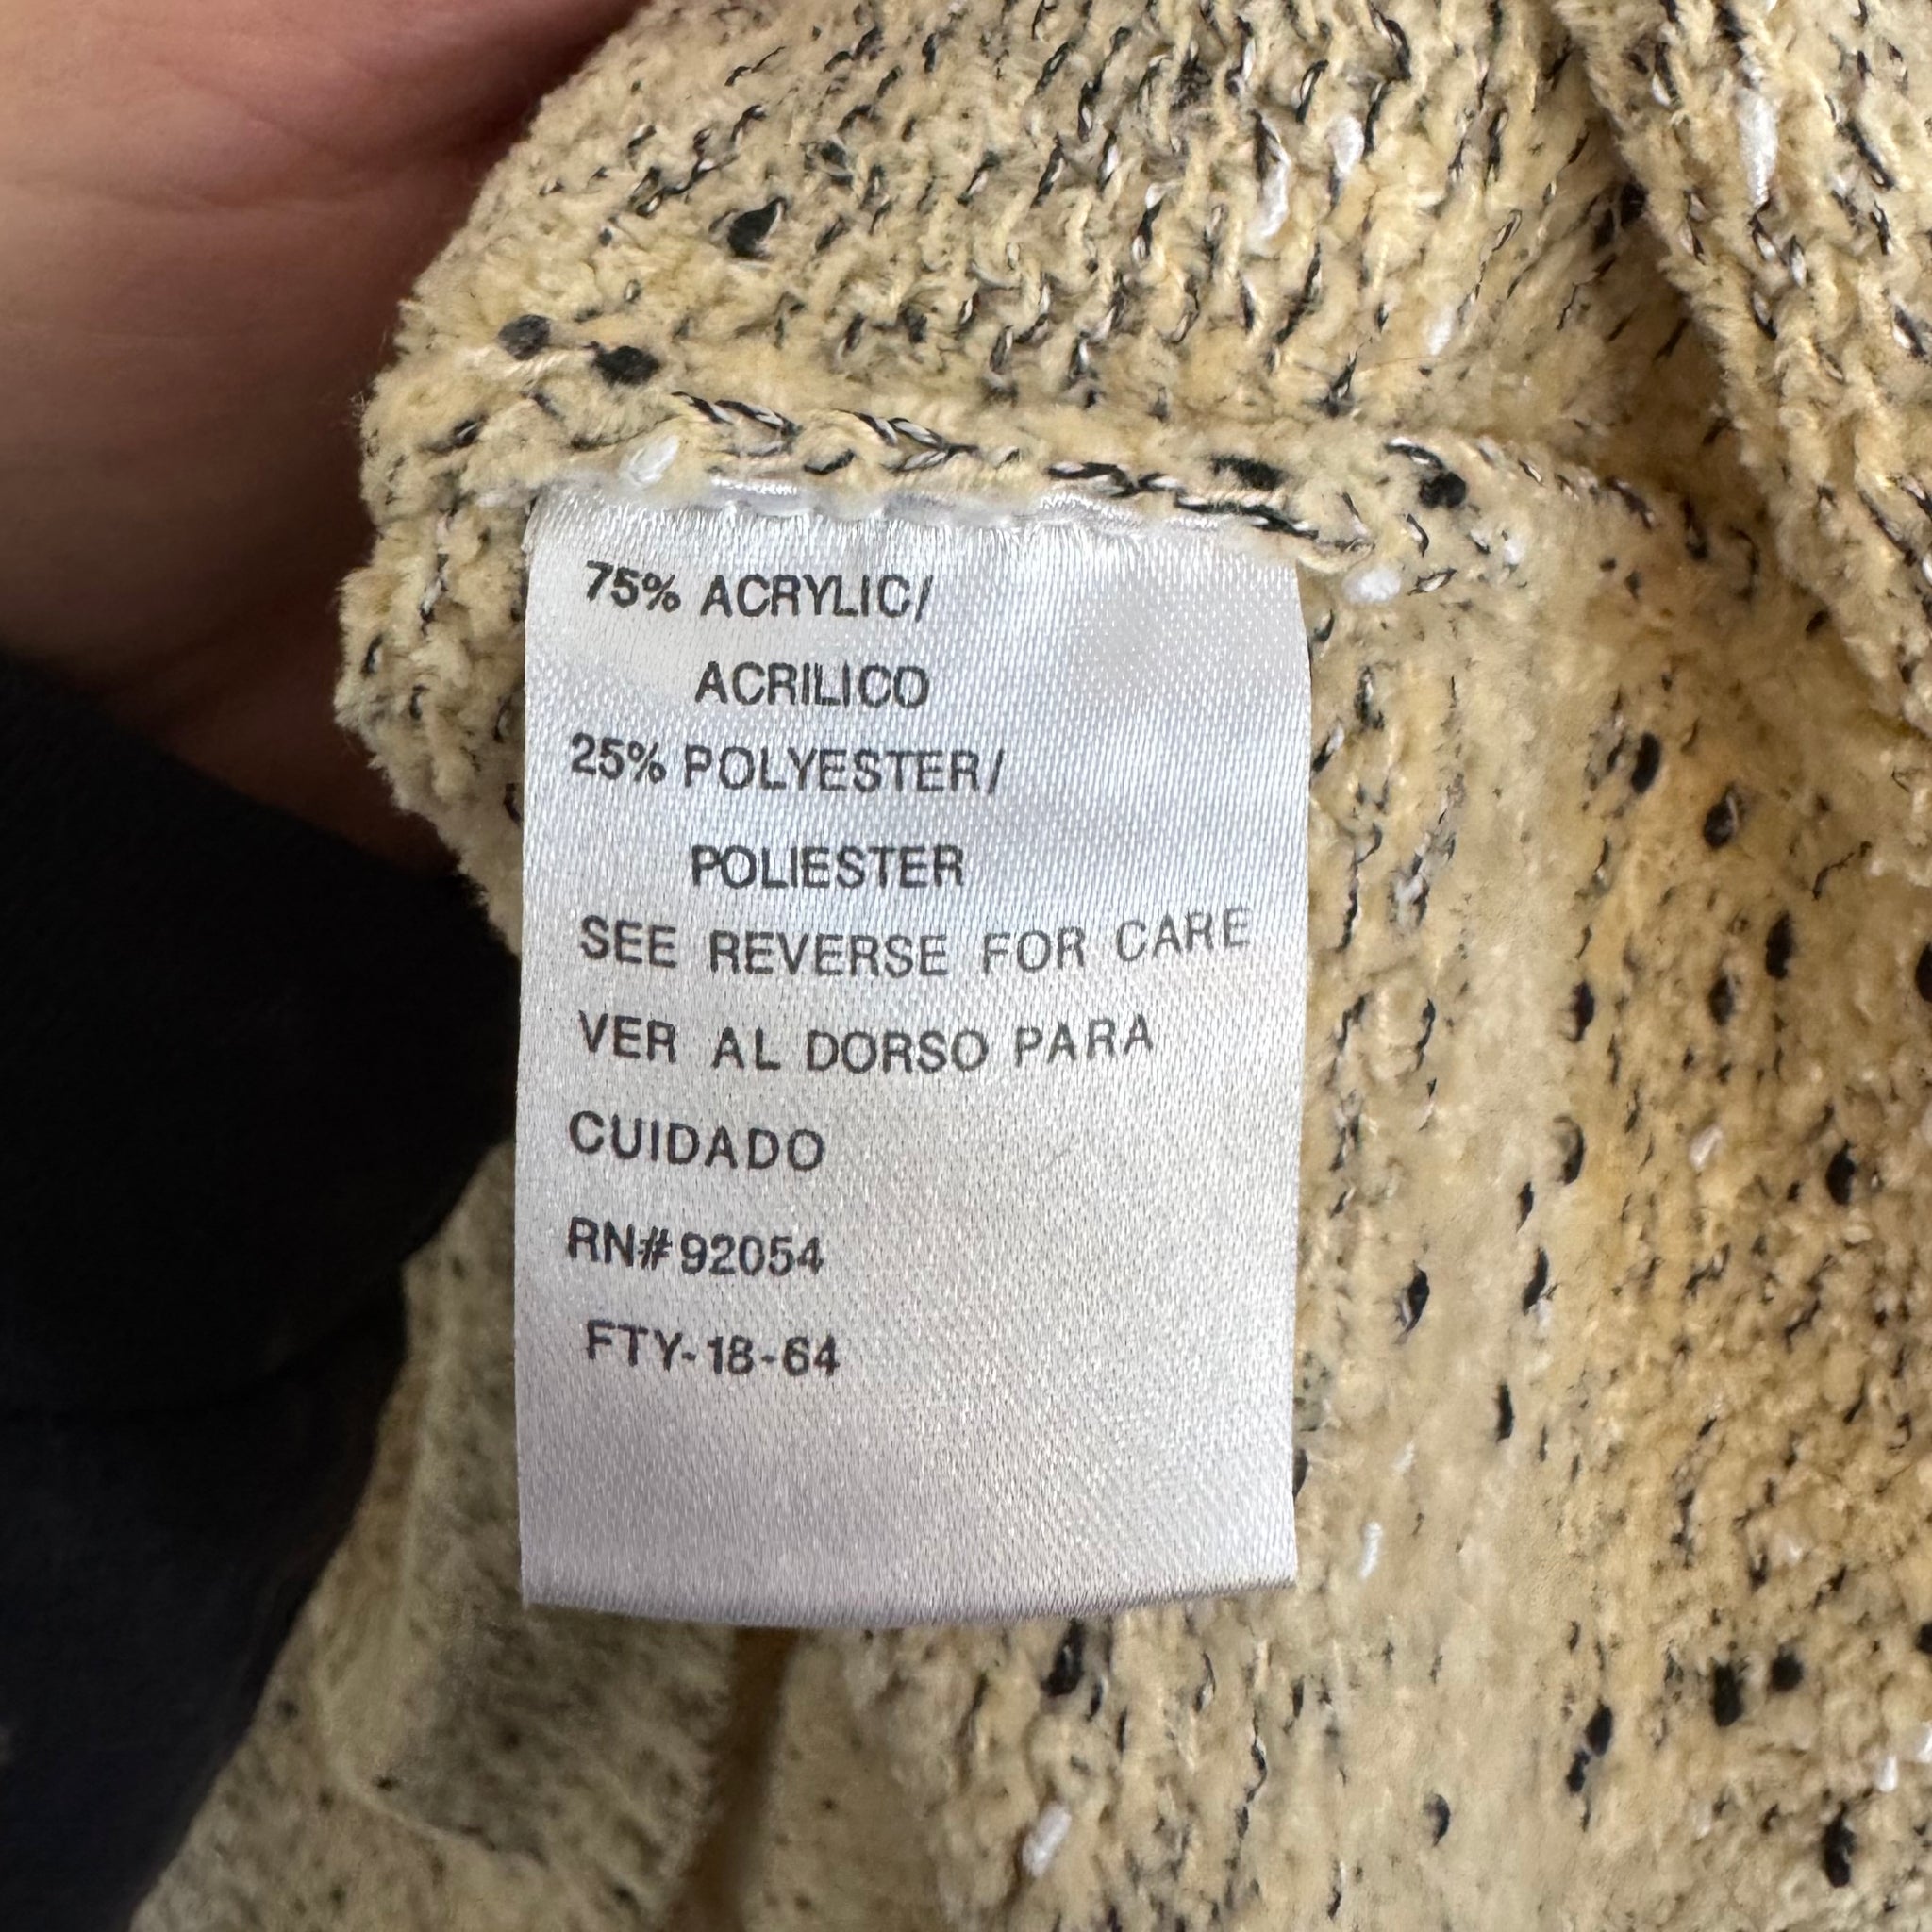 75% ACRYLIC/
ACRILICO
25% POLYESTER/
POLIESTER
SEE REVERSE FOR CARE
VER AL DORSO PARA
CUIDADO
RN#92054
FTY-18-64